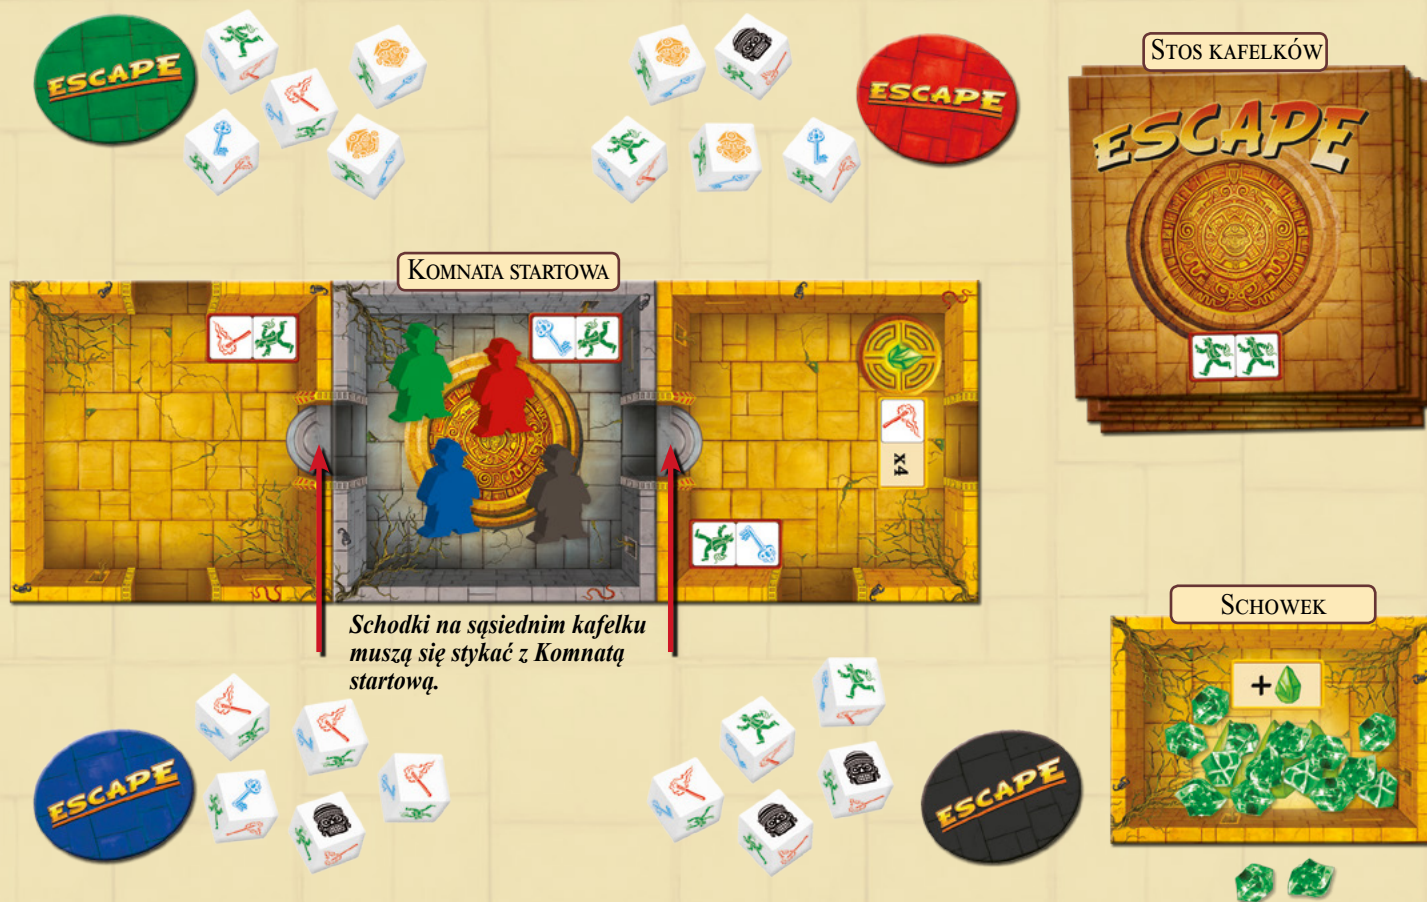 ESCAPE
ESCAPE
STOS KAFELKÓW
ESCAPE
KOMNATA STARTOWA
x4
Schodki na sąsiednim kafelku
muszą się stykać z Komnatą
startową.
SCHOWEK
+
ESCAPE
ESCAPE